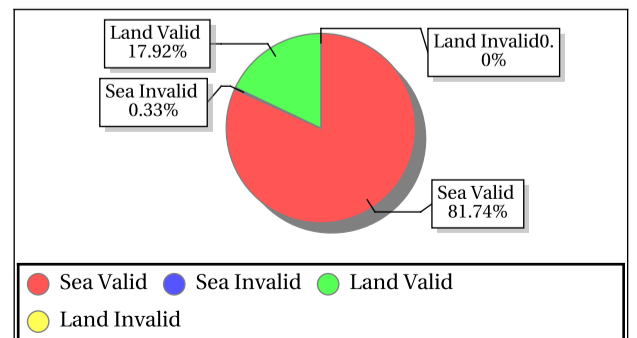 Land Valid
17.92%
Land Invalid0.
0%
Sea Invalid
0.33%
Sea Valid
81.74%
Sea Valid
Sea Invalid
Land Valid
Land Invalid